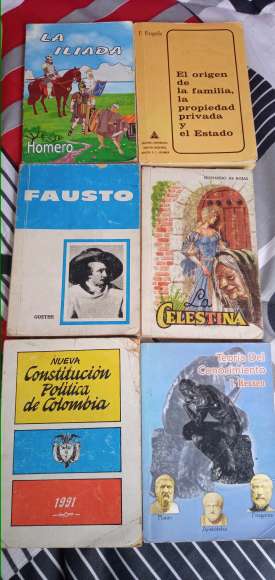 LA ILIADA
Homero
F. Engels
El origen
de la familia,
la
propiedad
privada
y el Estado
FAUSTO
GOETHE
FERNANDO DE ROJAS
La
CELESTINA
NUEVA
Constitución
Política
de Colombia
1991
Teoría Del
Conocimiento
J. Hessen
Platón
Aristóteles